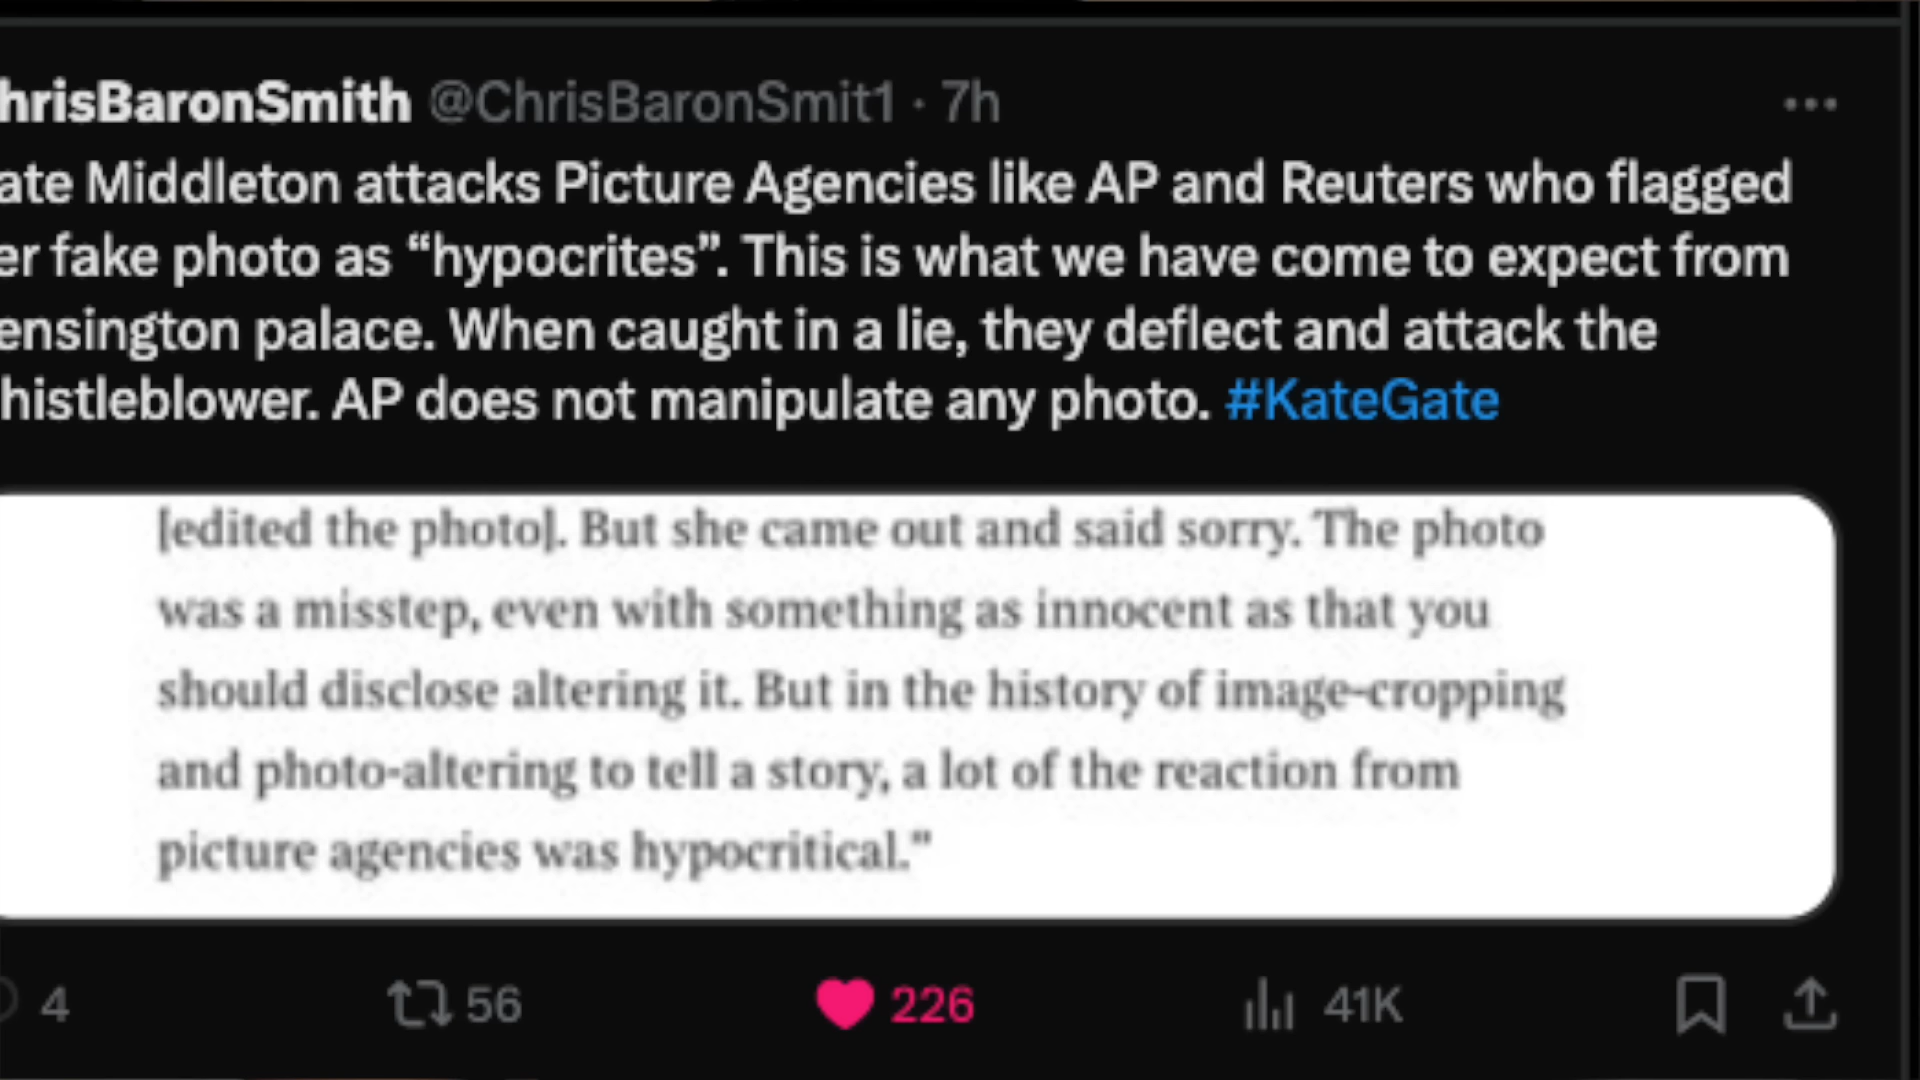 hrisBaronSmith @ChrisBaronSmit1 · 7h
ate Middleton attacks Picture Agencies like AP and Reuters who flagged
er fake photo as “hypocrites”. This is what we have come to expect from
ensington palace. When caught in a lie, they deflect and attack the
histleblower. AP does not manipulate any photo. #KateGate
[edited the photo]. But she came out and said sorry. The photo
was a misstep, even with something as innocent as that you
should disclose altering it. But in the history of image-cropping
and photo-altering to tell a story, a lot of the reaction from
picture agencies was hypocritical."
4 56 226 41K